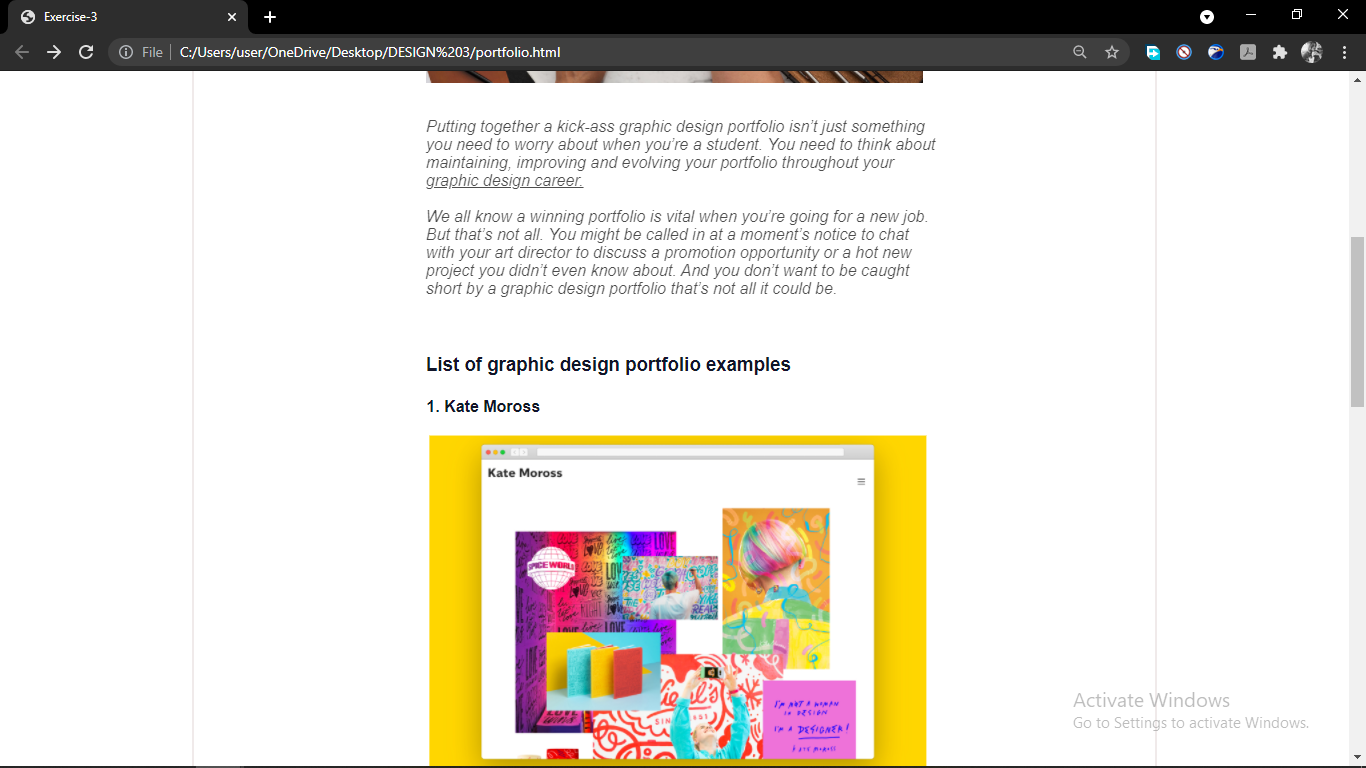 Exercise-3
File
C:/Users/user/OneDrive/Desktop/DESIGN%203/portfolio.html
Putting together a kick-ass graphic design portfolio isn't just something
you need to worry about when you're a student. You need to think about
maintaining, improving and evolving your portfolio throughout your
graphic design career.
We all know a winning portfolio is vital when you're going for a new job.
But that's not all. You might be called in at a moment's notice to chat
with your art director to discuss a promotion opportunity or a hot new
project you didn't even know about. And you don't want to be caught
short by a graphic design portfolio that's not all it could be.
List of graphic design portfolio examples
1. Kate Moross
Kate Moross
SPICE WORLD
LOVE
I'M NOT A WOMAN
IN DESIGN
I'M A DESIGNER!
KATE MOROSS
Activate Windows
Go to Settings to activate Windows.